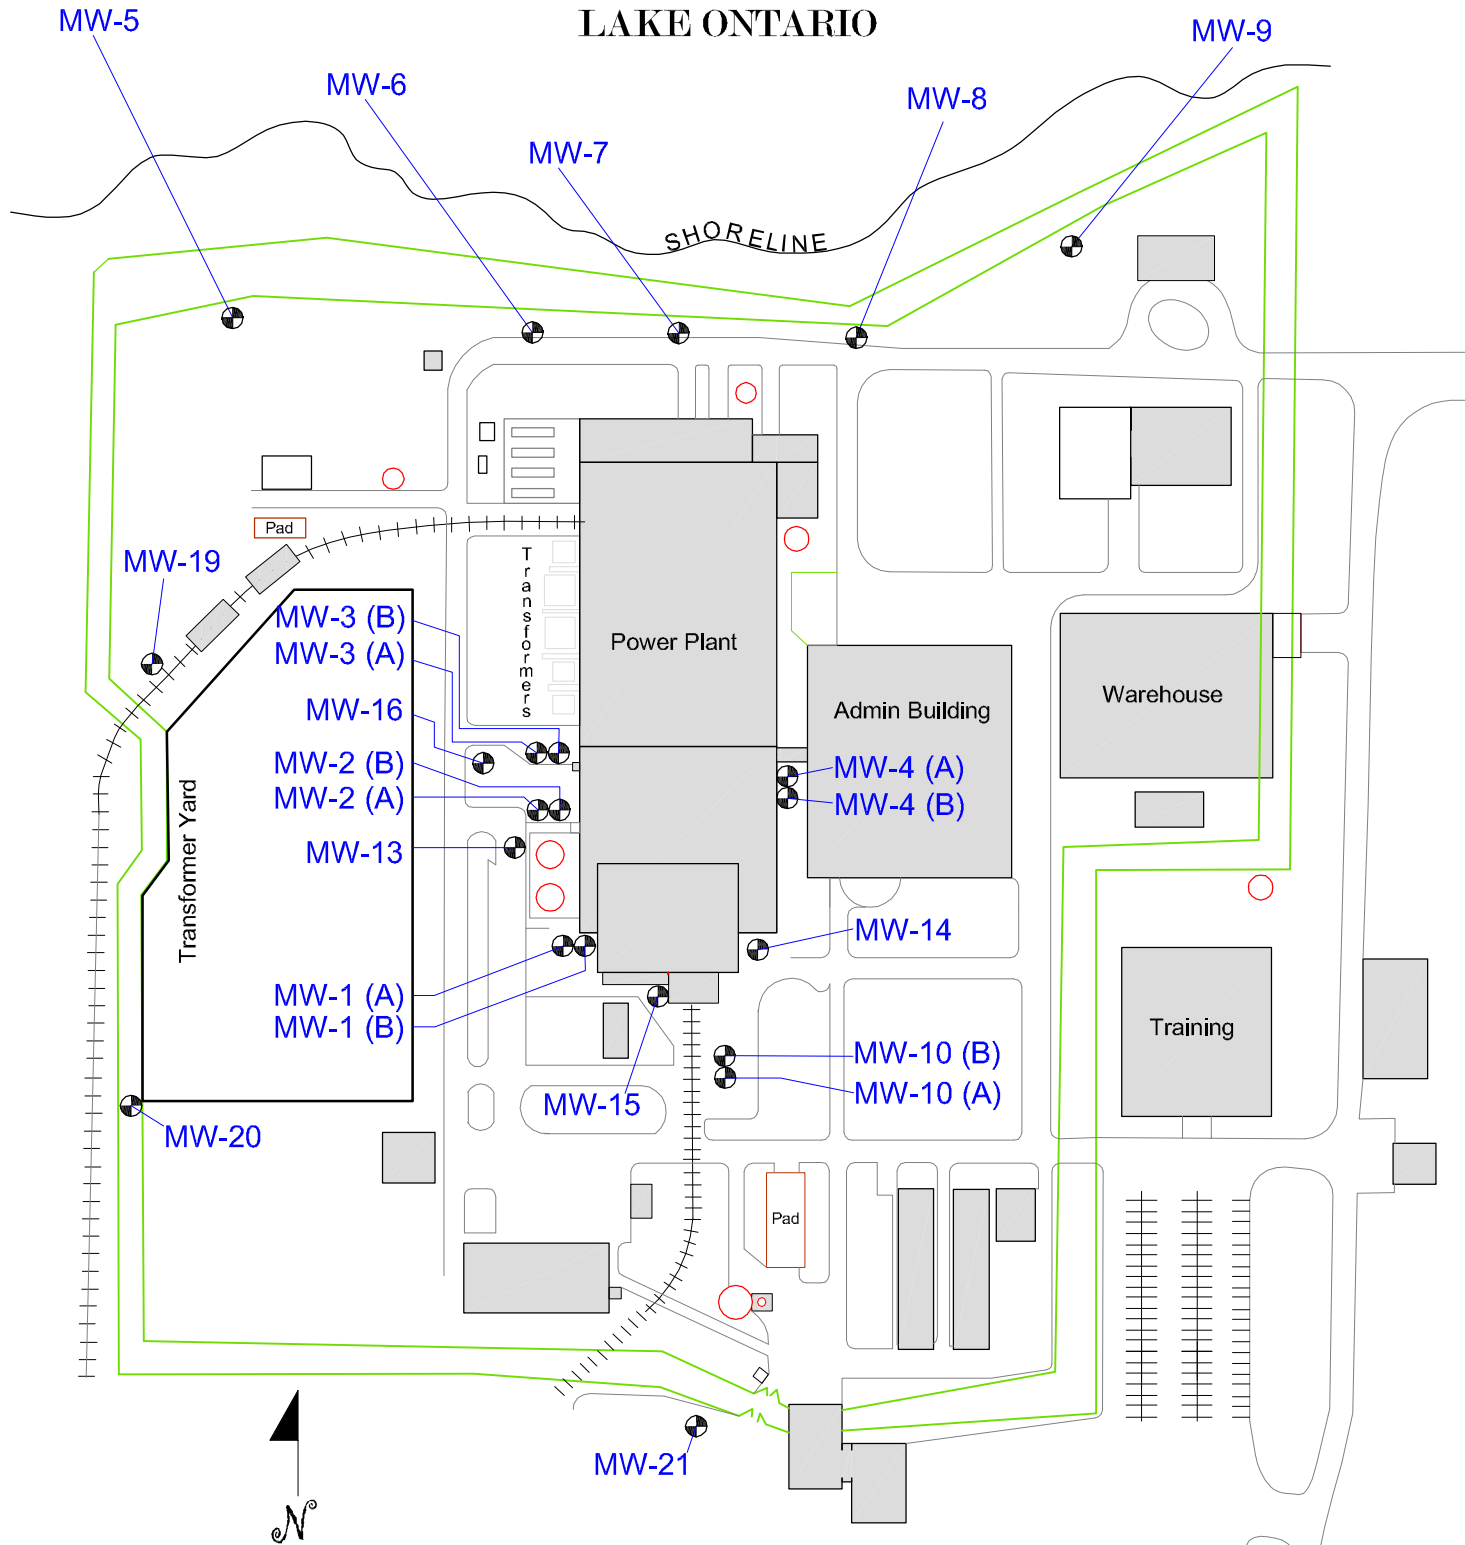 LAKE ONTARIO
MW-5
MW-9
MW-6
MW-8
MW-7
SHORELINE
Pad
Transformers
MW-19
MW-3 (B)
Power Plant
MW-3 (A)
Warehouse
MW-16
Admin Building
MW-2 (B)
MW-4 (A)
MW-2 (A)
MW-4 (B)
MW-13
Transformer Yard
MW-14
MW-1 (A)
MW-1 (B)
Training
MW-10 (B)
MW-10 (A)
MW-15
MW-20
Pad
MW-21
N